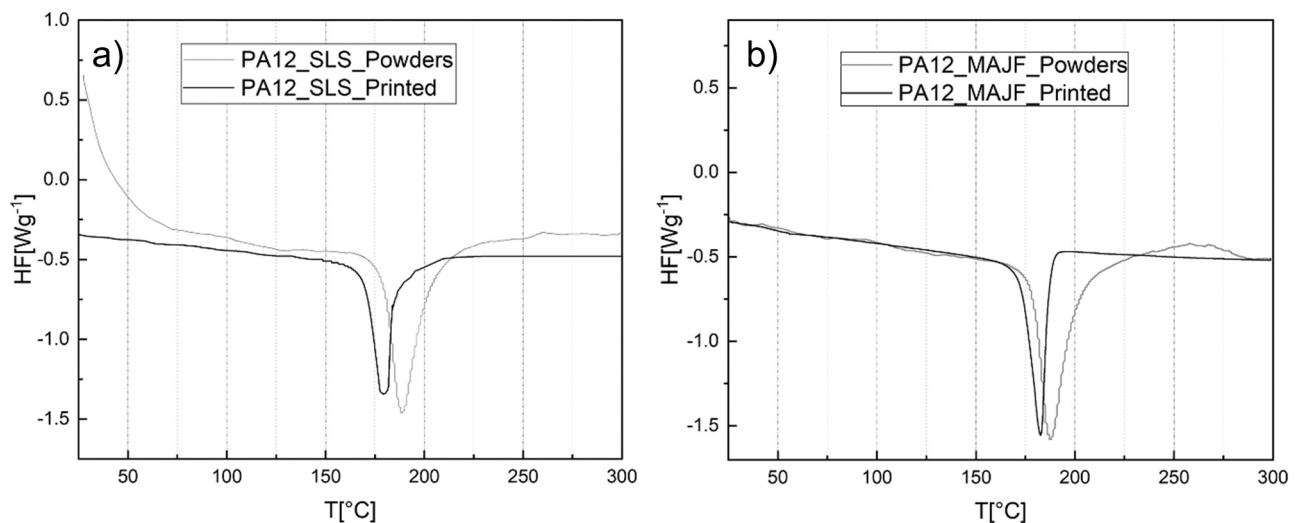 a)
PA12_SLS_Powders
PA12_SLS_Printed
1.0
0.5
0.0
-0.5
-1.0
-1.5
HF[Wg-1]
50 100 150 200 250 300
T[°C]
b)
PA12_MAJF_Powders
PA12_MAJF_Printed
0.5
0.0
-0.5
-1.0
-1.5
HF[Wg-1]
50 100 150 200 250 300
T[°C]